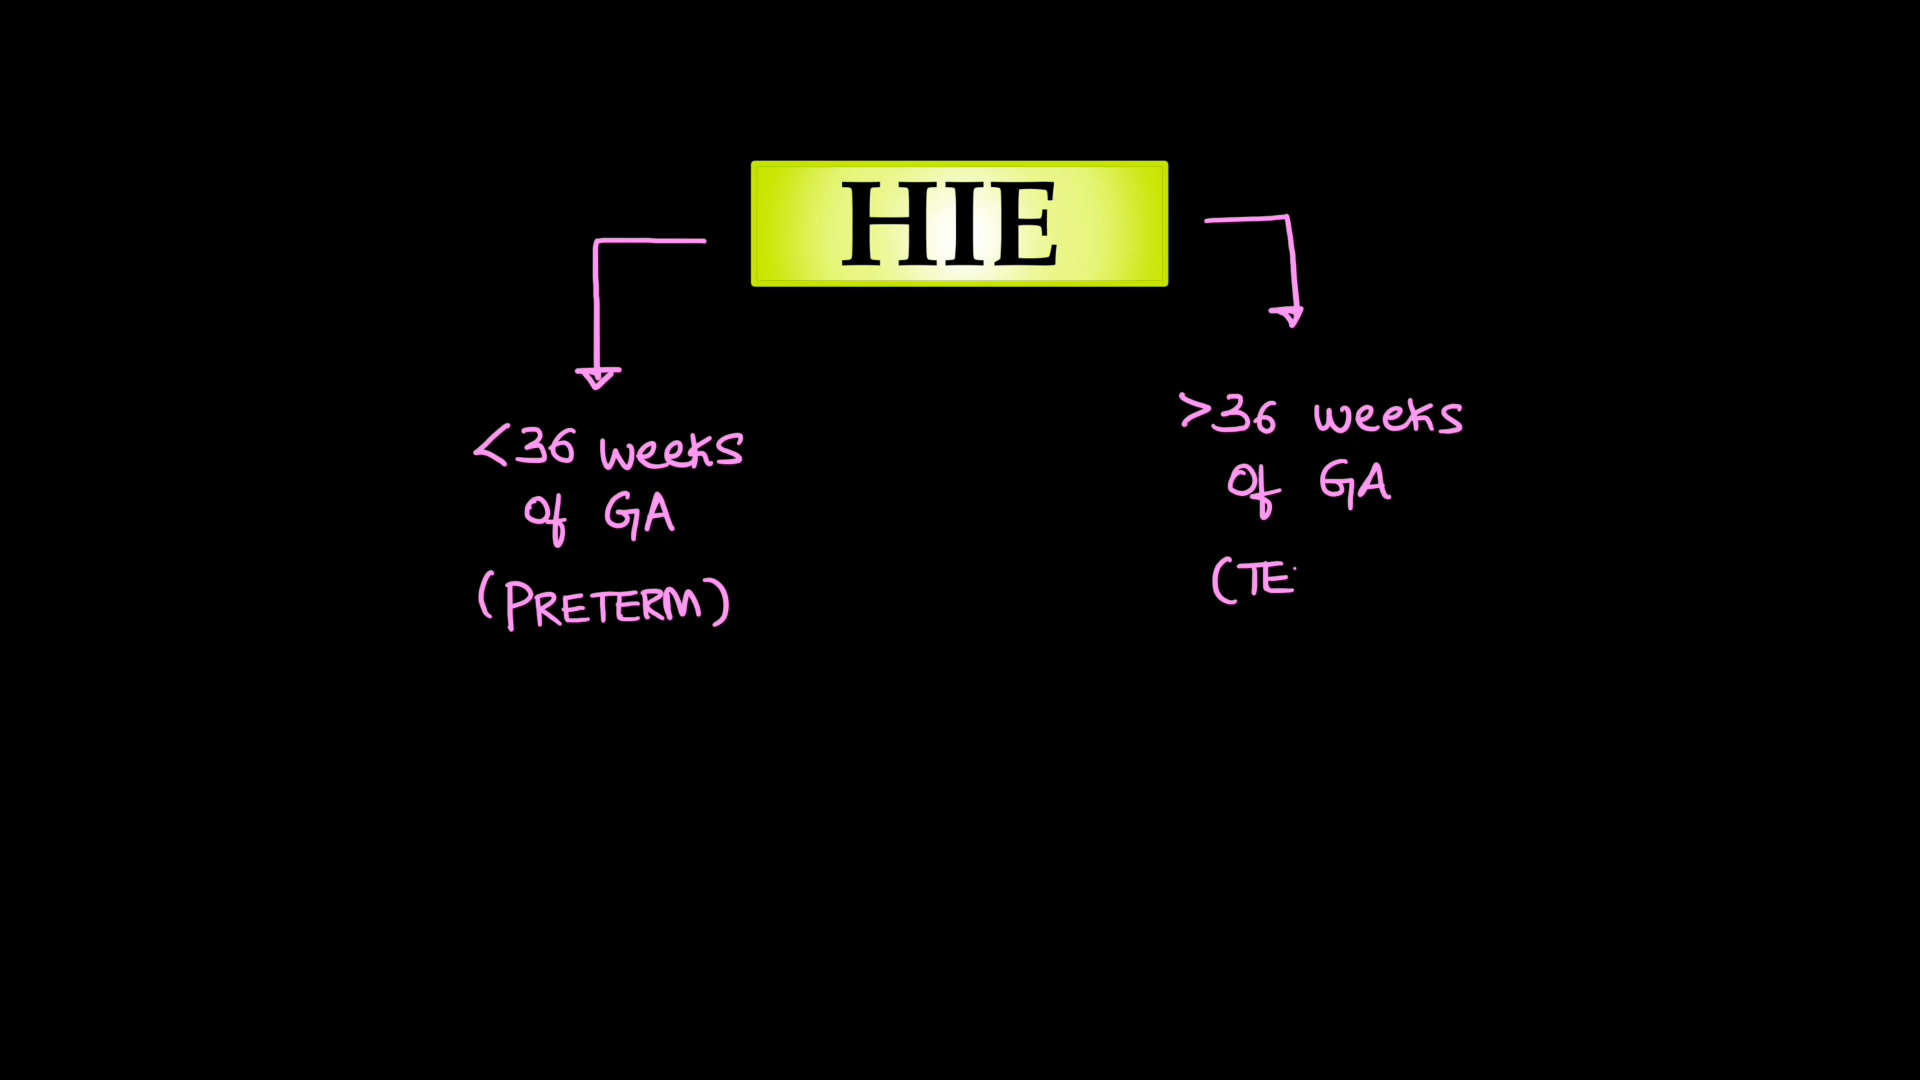 HIE
<36 weeks
of GA
(PRETERM)
>36 weeks
of GA
(TE